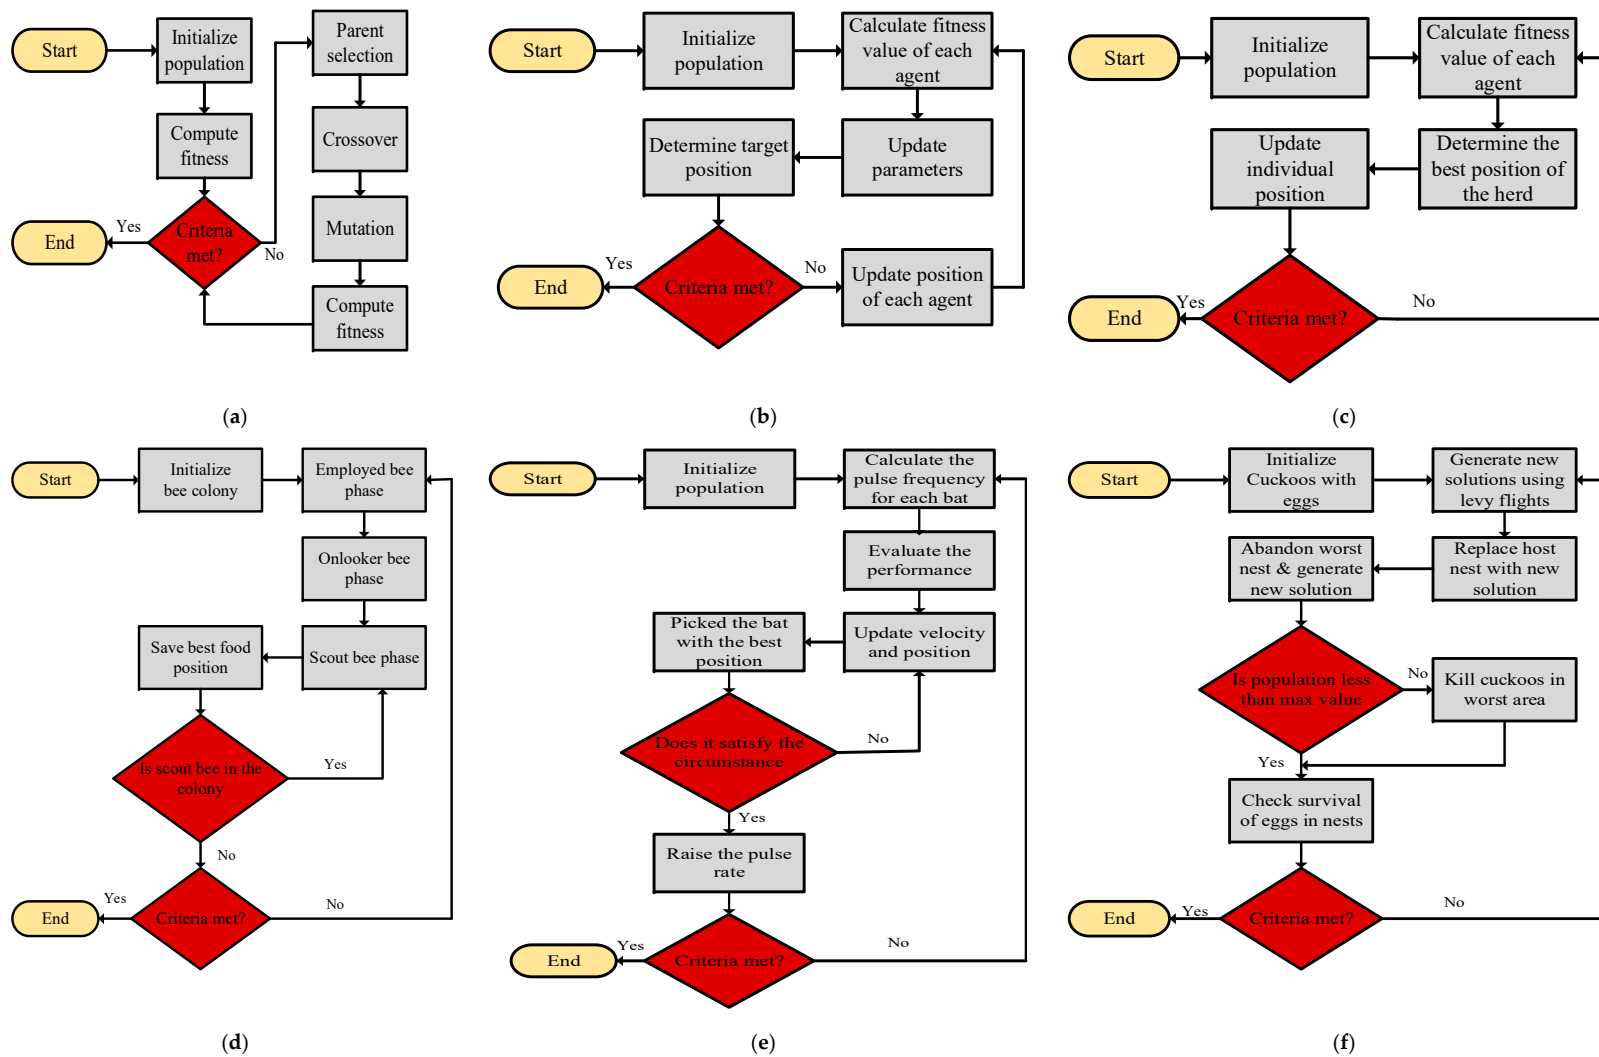 Start
Initialize
population
Compute
fitness
Criteria
met?
Yes
End
No
Parent
selection
Crossover
Mutation
Compute
fitness
(a)
Start
Initialize
population
Calculate fitness
value of each
agent
Update
parameters
Determine target
position
Criteria met?
Yes
End
No
Update position
of each agent
(b)
Start
Initialize
population
Calculate fitness
value of each
agent
Determine the
best position of
the herd
Update
individual
position
Criteria met?
Yes
End
No
(c)
Start
Initialize
bee colony
Employed bee
phase
Onlooker bee
phase
Scout bee phase
Save best food
position
Is scout bee in the
colony
Yes
No
Criteria met?
Yes
End
No
(d)
Start
Initialize
population
Calculate the
pulse frequency
for each bat
Evaluate the
performance
Update velocity
and position
Picked the bat
with the best
position
Does it satisfy the
circumstance
No
Yes
Raise the pulse
rate
Criteria met?
Yes
End
No
(e)
Start
Initialize
Cuckoos with
eggs
Generate new
solutions using
levy flights
Replace host
nest with new
solution
Abandon worst
nest & generate
new solution
Is population less
than max value
No
Kill cuckoos in
worst area
Yes
Check survival
of eggs in nests
Criteria met?
Yes
End
No
(f)